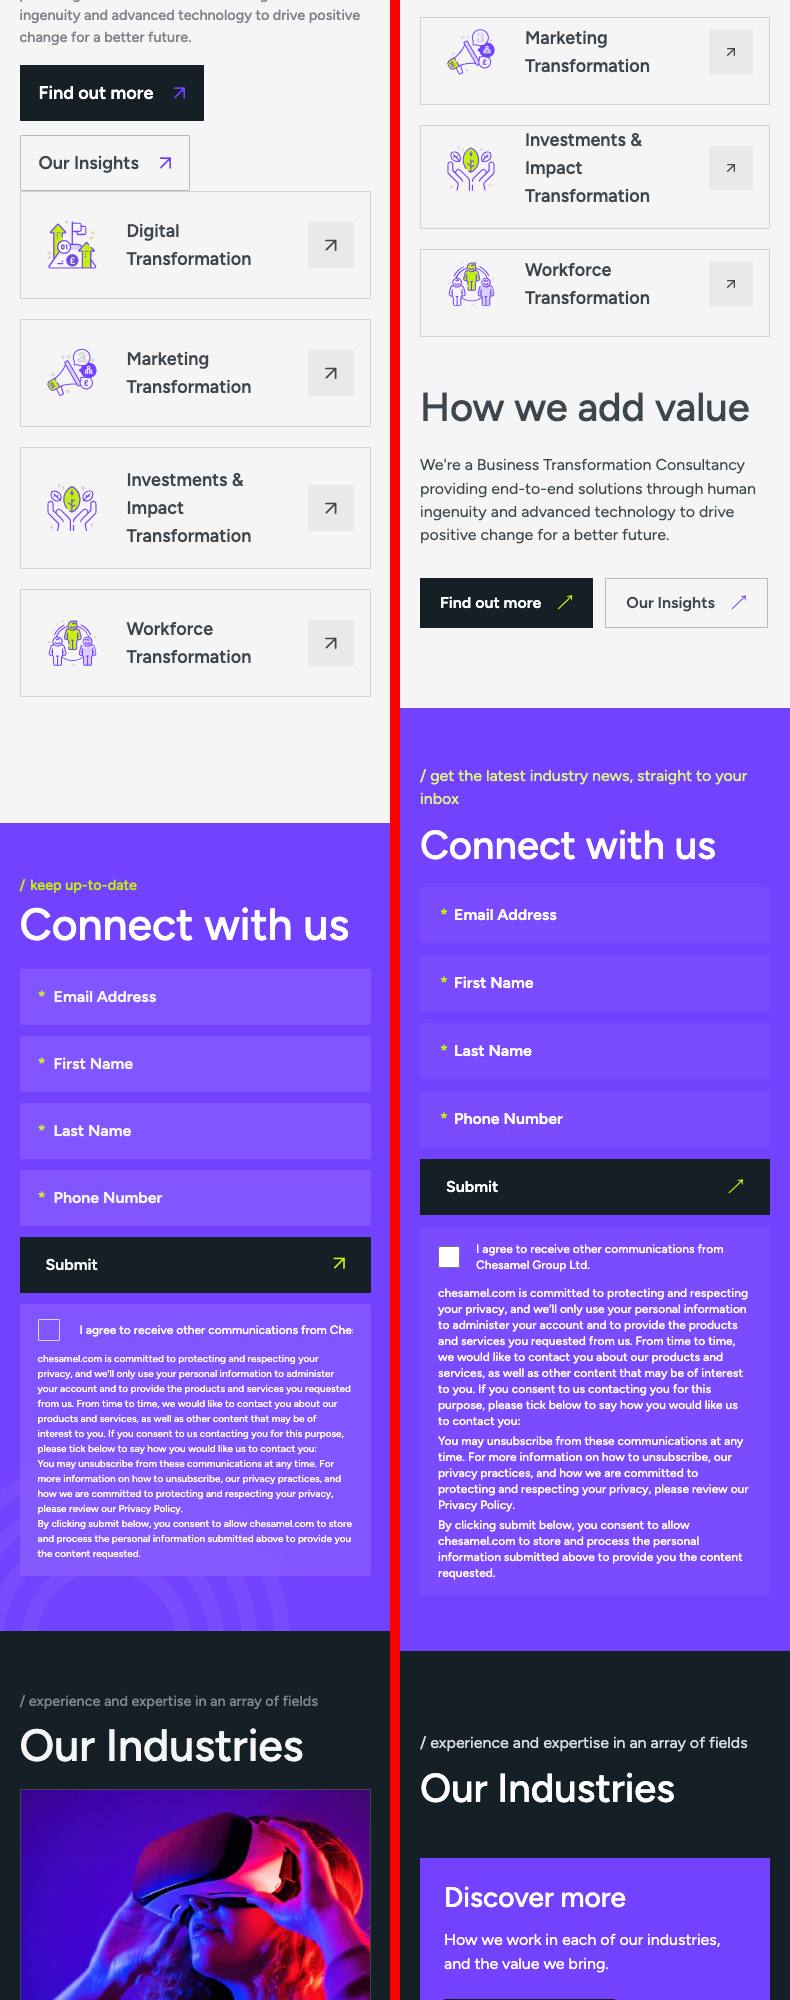 ingenuity and advanced technology to drive positive
change for a better future.
Find out more
Our Insights
Digital
Transformation
Marketing
Transformation
Investments &
Impact
Transformation
Workforce
Transformation
/ keep up-to-date
Connect with us
* Email Address
* First Name
* Last Name
* Phone Number
Submit
I agree to receive other communications from Che
chesamel.com is committed to protecting and respecting your
privacy, and we'll only use your personal information to administer
your account and to provide the products and services you requested
from us. From time to time, we would like to contact you about our
products and services, as well as other content that may be of
interest to you. If you consent to us contacting you for this purpose,
please tick below to say how you would like us to contact you:
You may unsubscribe from these communications at any time. For
more information on how to unsubscribe, our privacy practices, and
how we are committed to protecting and respecting your privacy,
please review our Privacy Policy.
By clicking submit below, you consent to allow chesamel.com to store
and process the personal information submitted above to provide you
the content requested.
/ experience and expertise in an array of fields
Our Industries
Marketing
Transformation
Investments &
Impact
Transformation
Workforce
Transformation
How we add value
We're a Business Transformation Consultancy
providing end-to-end solutions through human
ingenuity and advanced technology to drive
positive change for a better future.
Find out more
Our Insights
/ get the latest industry news, straight to your
inbox
Connect with us
* Email Address
* First Name
* Last Name
* Phone Number
Submit
I agree to receive other communications from
Chesamel Group Ltd.
chesamel.com is committed to protecting and respecting
your privacy, and we'll only use your personal information
to administer your account and to provide the products
and services you requested from us. From time to time,
we would like to contact you about our products and
services, as well as other content that may be of interest
to you. If you consent to us contacting you for this
purpose, please tick below to say how you would like us
to contact you:
You may unsubscribe from these communications at any
time. For more information on how to unsubscribe, our
privacy practices, and how we are committed to
protecting and respecting your privacy, please review our
Privacy Policy.
By clicking submit below, you consent to allow
chesamel.com to store and process the personal
information submitted above to provide you the content
requested.
/ experience and expertise in an array of fields
Our Industries
Discover more
How we work in each of our industries,
and the value we bring.